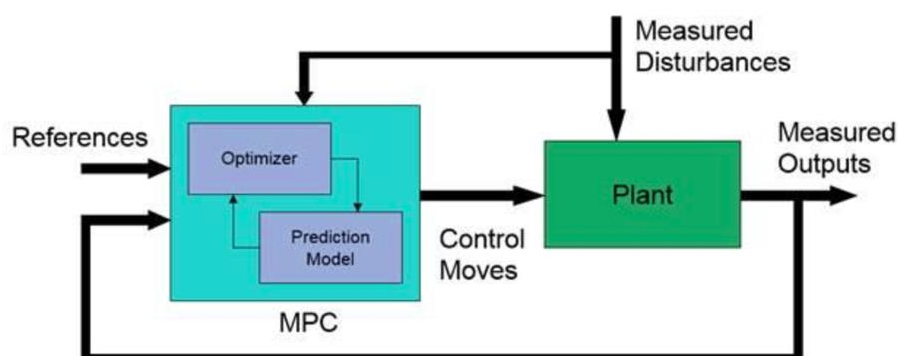 Measured
Disturbances
References
Optimizer
Prediction
Model
MPC
Control
Moves
Plant
Measured
Outputs